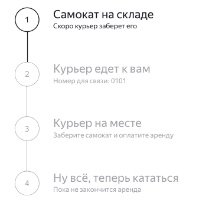 1
Самокат на складе
Скоро курьер заберет его
2
Курьер едет к вам
Номер для связи: 0101
3
Курьер на месте
Заберите самокат и оплатите аренду
4
Ну всё, теперь кататься
Пока не закончится аренда